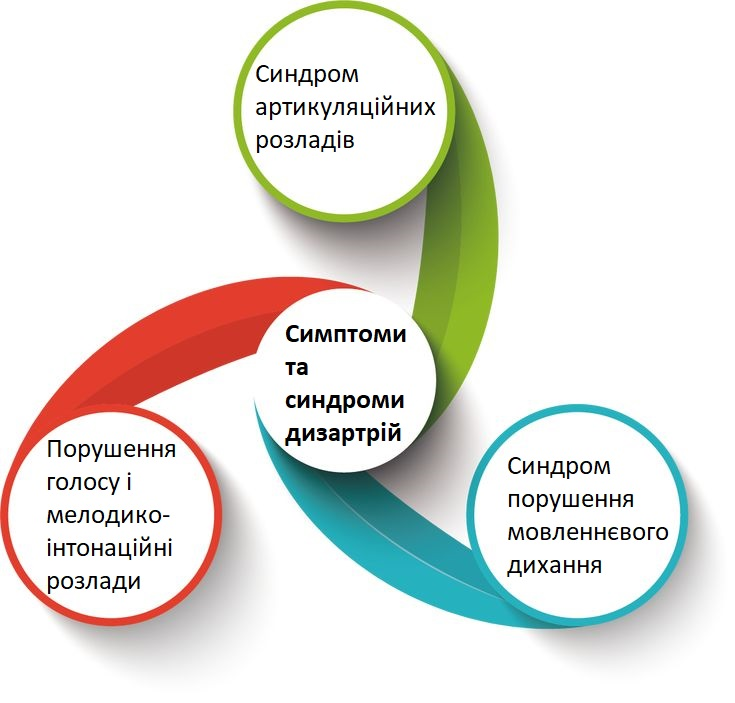 Синдром
артикуляційних
розладів
Симптоми
та
синдроми
дизартрій
Порушення
голосу і
мелодико-
інтонаційні
розлади
Синдром
порушення
мовленнєвого
дихання